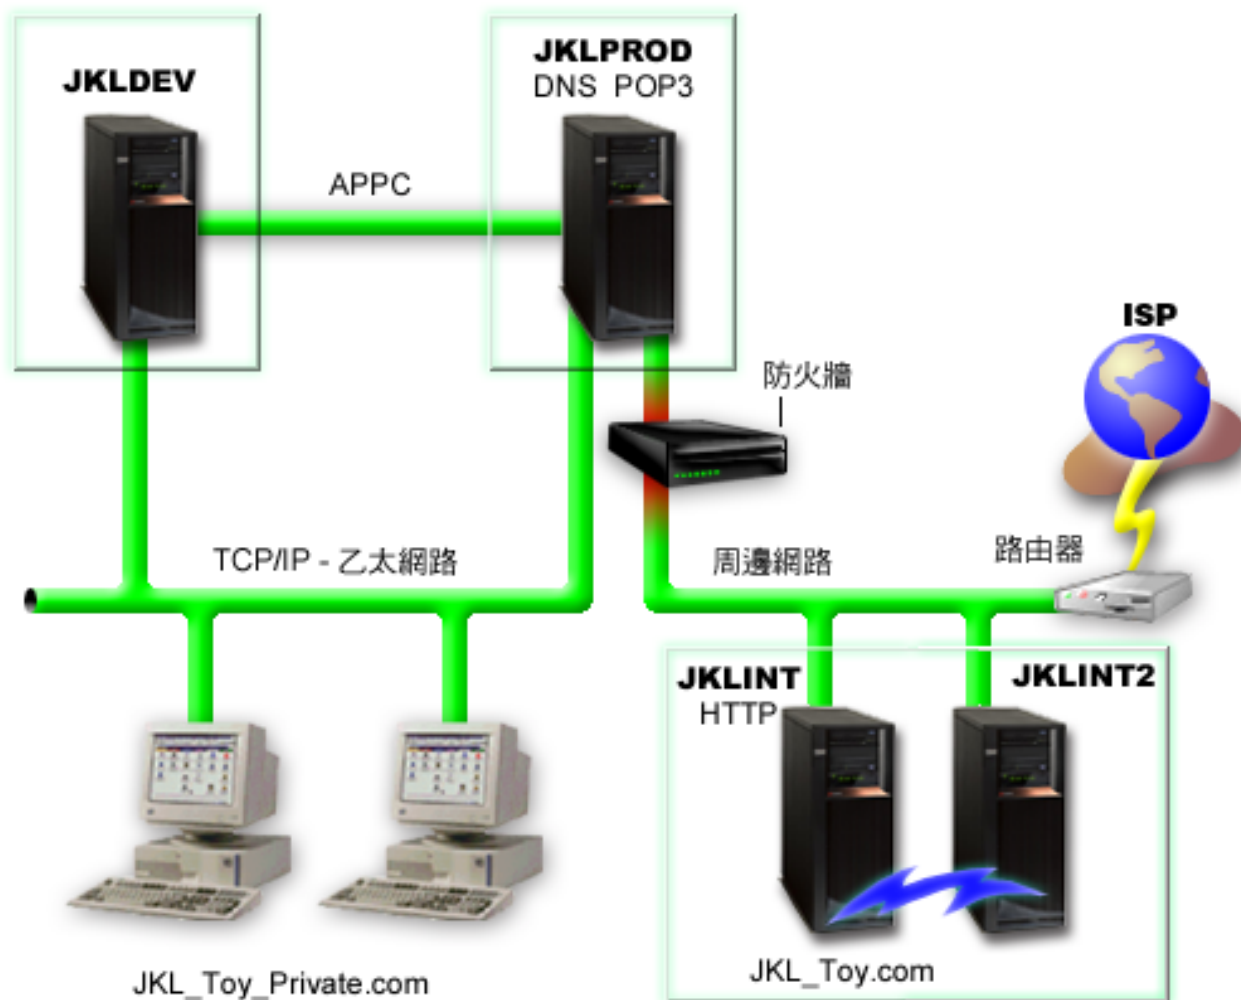 JKLDEV
JKLPROD
DNS POP3
APPC
ISP
防火牆
TCP/IP - 乙太網路
周邊網路
路由器
JKLINT
HTTP
JKLINT2
JKL_Toy_Private.com
JKL_Toy.com